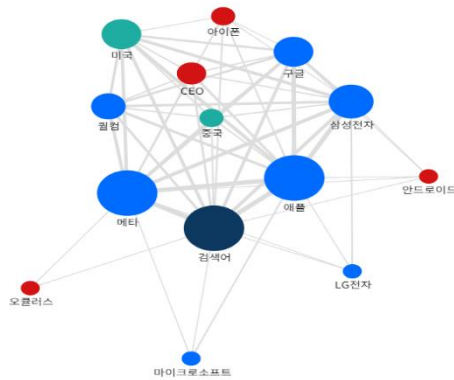 아이폰
미국
구글
CEO
퀄컴
중국
삼성전자
안드로이드
메타
애플
검색어
LG전자
오큘러스
마이크로소프트